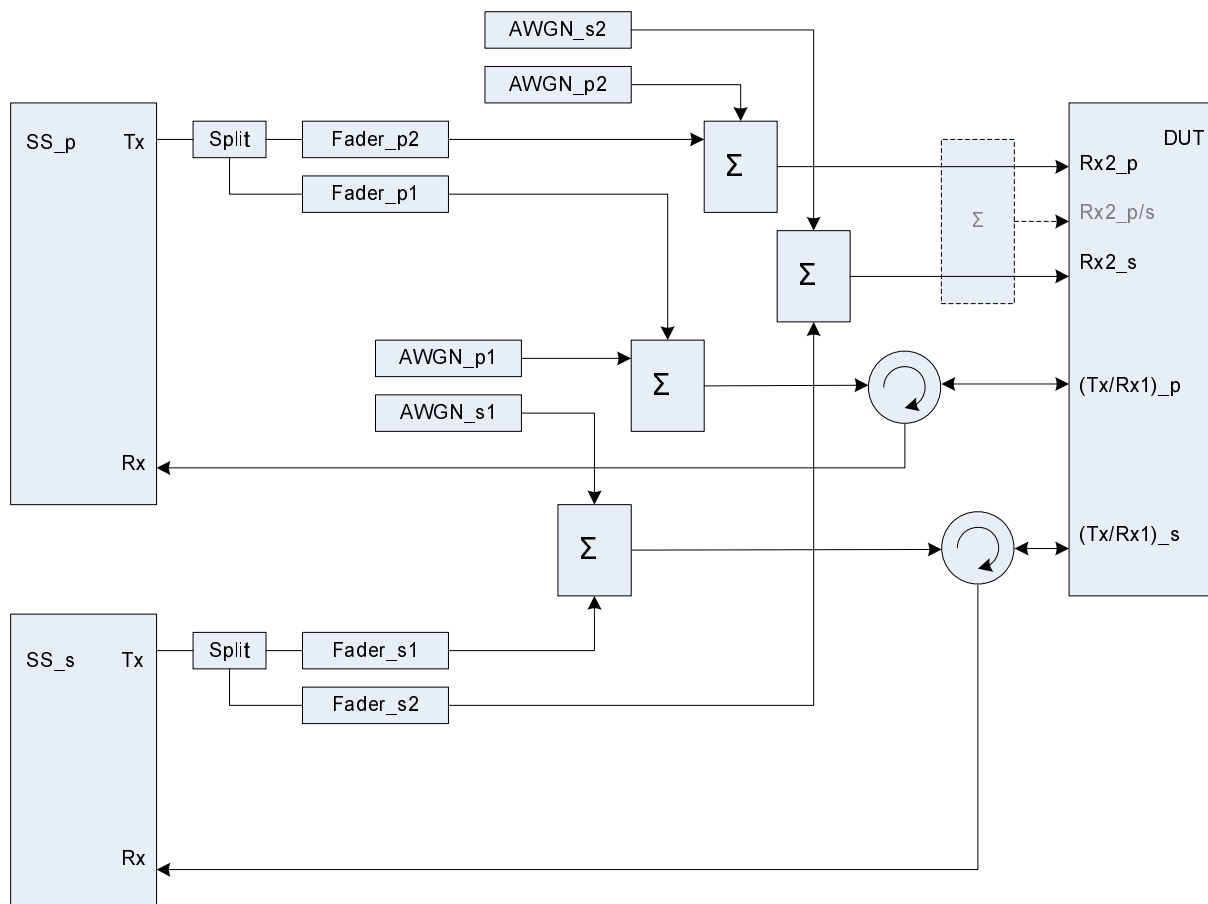 AWGN_s2
AWGN_p2
SS_p
Tx
Split
Fader_p2
Fader_p1
Σ
Σ
Σ
DUT
Rx2_p
Rx2_p/s
Rx2_s
AWGN_p1
AWGN_s1
Σ
(Tx/Rx1)_p
Rx
Σ
(Tx/Rx1)_s
SS_s
Tx
Split
Fader_s1
Fader_s2
Rx